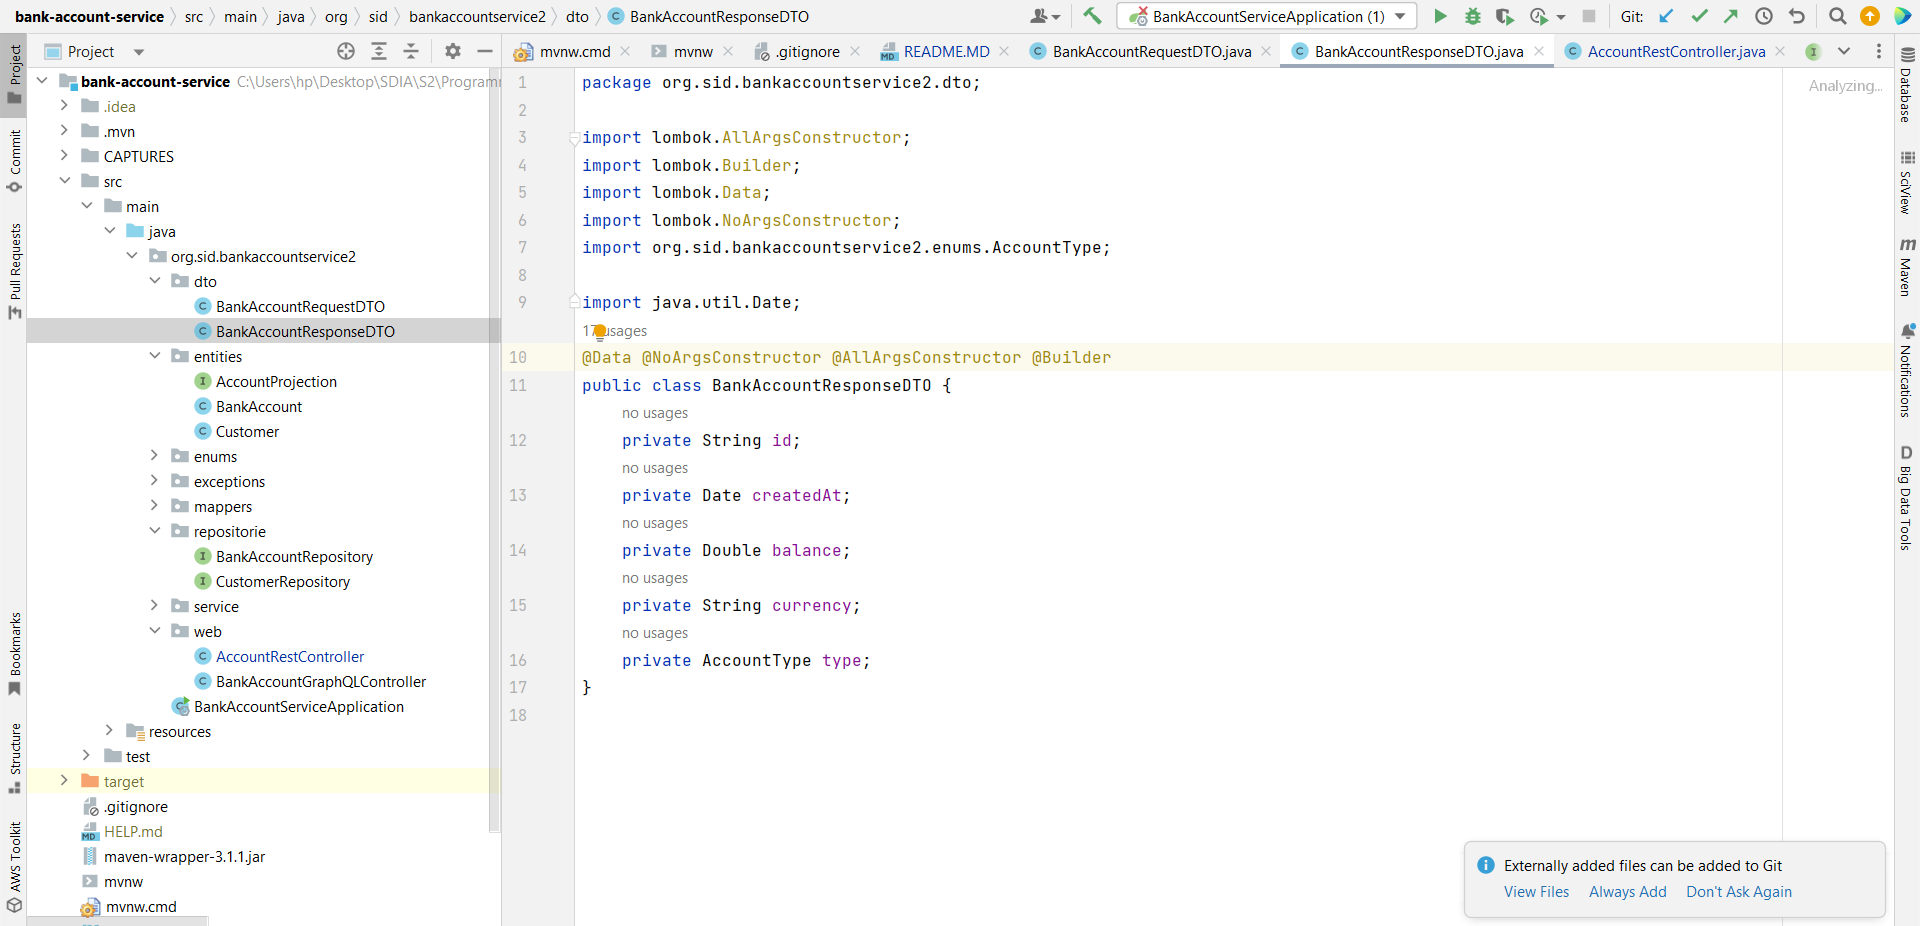 bank-account-service src main java org sid bankaccountservice2 dto BankAccountResponseDTO BankAccountServiceApplication (1) Git:
Project
mvnw.cmd mvnw .gitignore README.MD BankAccountRequestDTO.java BankAccountResponseDTO.java AccountRestController.java
bank-account-service C:\Users\hp\Desktop\SDIA\S2\Programr
.idea
.mvn
CAPTURES
src
main
java
org.sid.bankaccountservice2
dto
BankAccountRequestDTO
BankAccountResponseDTO
entities
AccountProjection
BankAccount
Customer
enums
exceptions
mappers
repositorie
BankAccountRepository
CustomerRepository
service
web
AccountRestController
BankAccountGraphQLController
BankAccountServiceApplication
resources
test
target
.gitignore
HELP.md
maven-wrapper-3.1.1.jar
mvnw
mvnw.cmd
Project
Commit
Pull Requests
Bookmarks
Structure
AWS Toolkit
1 package org.sid.bankaccountservice2.dto;
2
3 import lombok.AllArgsConstructor;
4 import lombok.Builder;
5 import lombok.Data;
6 import lombok.NoArgsConstructor;
7 import org.sid.bankaccountservice2.enums.AccountType;
8
9 import java.util.Date;
17 usages
10 @Data @NoArgsConstructor @AllArgsConstructor @Builder
11 public class BankAccountResponseDTO {
no usages
12 private String id;
no usages
13 private Date createdAt;
no usages
14 private Double balance;
no usages
15 private String currency;
no usages
16 private AccountType type;
17 }
18
Analyzing...
Database
SciView
Maven
Notifications
Big Data Tools
Externally added files can be added to Git
View Files Always Add Don't Ask Again